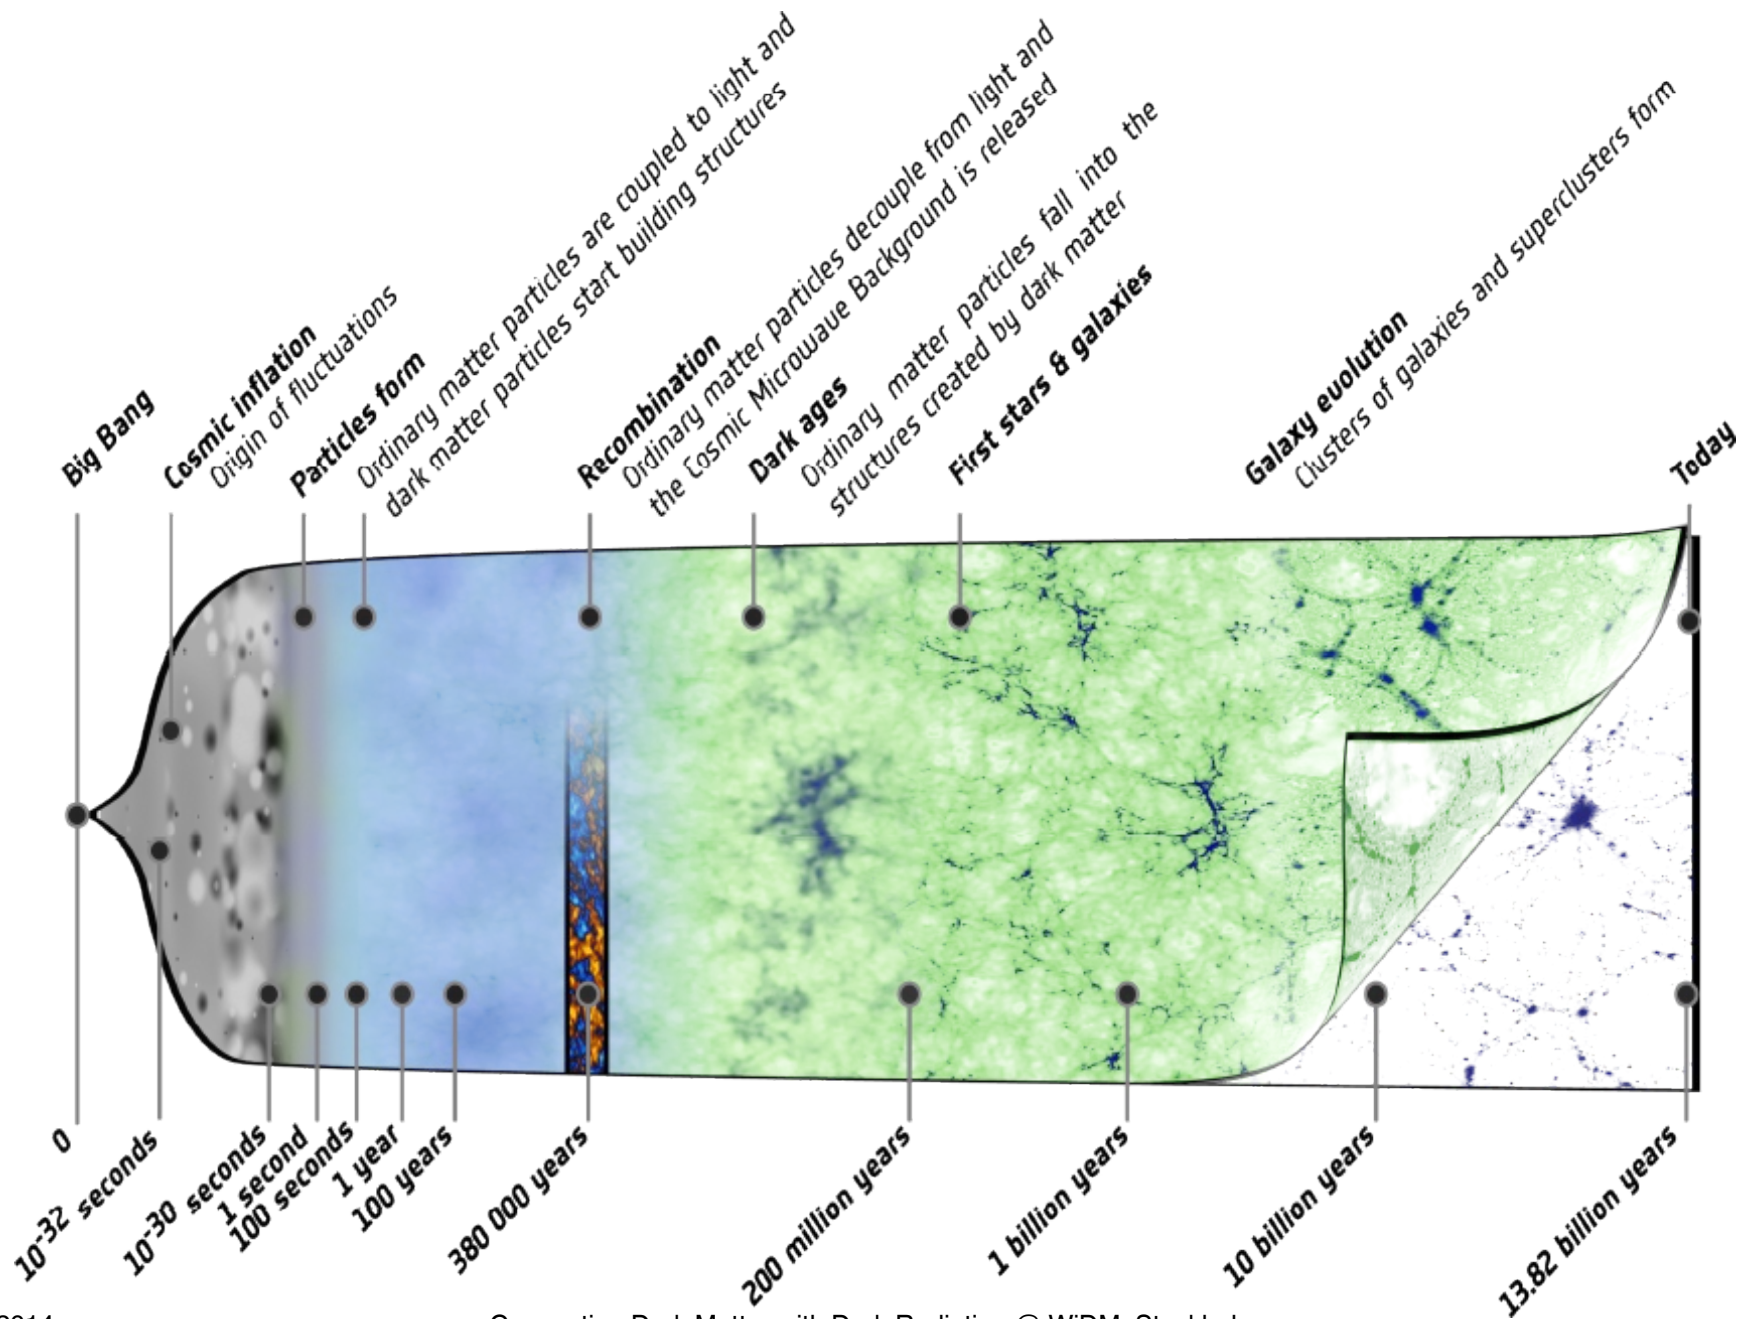 Big Bang
Cosmic inflation
Origin of fluctuations
Particles form
Ordinary matter particles are coupled to light and
dark matter particles start building structures
Recombination
Ordinary matter particles decouple from light and
the Cosmic Microwave Background is released
Dark ages
Ordinary matter particles fall into the
structures created by dark matter
First stars & galaxies
Galaxy evolution
Clusters of galaxies and superclusters form
Today
0
10-32 seconds
10-30 seconds
1 second
100 seconds
1 year
100 years
380 000 years
200 million years
1 billion years
10 billion years
13.82 billion years